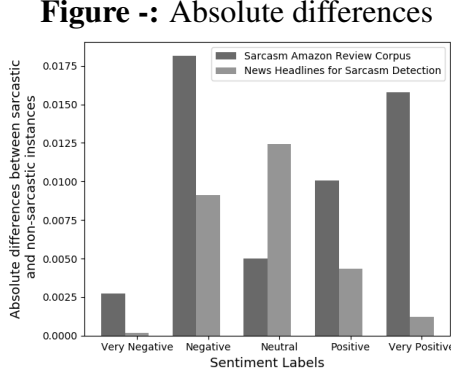 Figure -: Absolute differences
Sarcasm Amazon Review Corpus
News Headlines for Sarcasm Detection
Absolute differences between sarcastic
and non-sarcastic instances
0.0175
0.0150
0.0125
0.0100
0.0075
0.0050
0.0025
0.0000
Very Negative Negative Neutral Positive Very Positive
Sentiment Labels